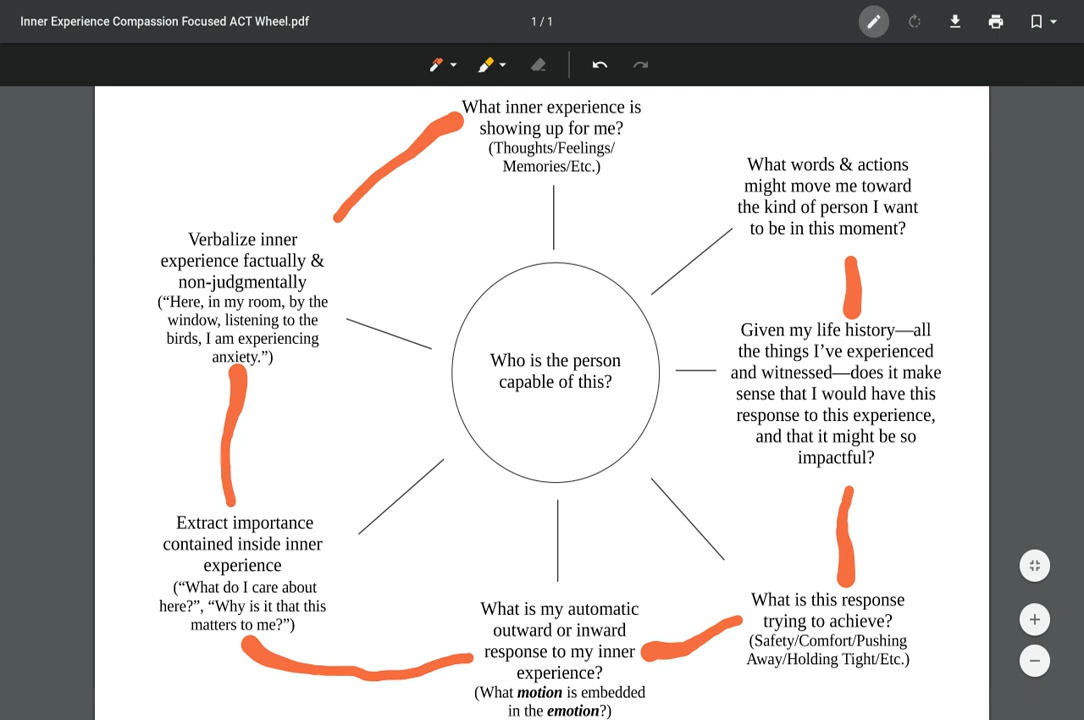 Inner Experience Compassion Focused ACT Wheel.pdf
1 / 1
What inner experience is
showing up for me?
(Thoughts/Feelings/
Memories/Etc.)
What words & actions
might move me toward
the kind of person I want
to be in this moment?
Verbalize inner
experience factually &
non-judgmentally
(“Here, in my room, by the
window, listening to the
birds, I am experiencing
anxiety.”)
Who is the person
capable of this?
Given my life history—all
the things I’ve experienced
and witnessed—does it make
sense that I would have this
response to this experience,
and that it might be so
impactful?
Extract importance
contained inside inner
experience
(“What do I care about
here?”, “Why is it that this
matters to me?”)
What is my automatic
outward or inward
response to my inner
experience?
(What motion is embedded
in the emotion?)
What is this response
trying to achieve?
(Safety/Comfort/Pushing
Away/Holding Tight/Etc.)